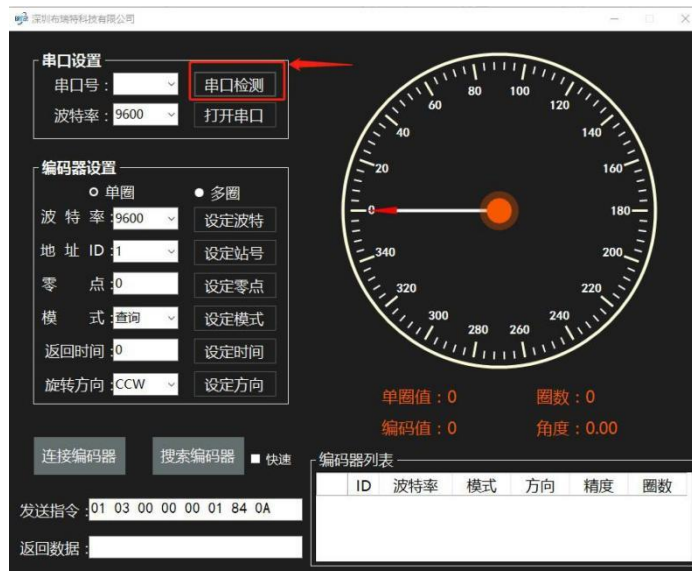 深圳布瑞特科技有限公司
串口设置
串口号： 串口检测
波特率：9600 打开串口
编码器设置
单圈 多圈
波 特 率：9600 设定波特
地 址 ID：1 设定站号
零 点：0 设定零点
模 式：查询 设定模式
返回时间：0 设定时间
旋转方向：CCW 设定方向
连接编码器 搜索编码器 快速
发送指令：01 03 00 00 00 01 84 0A
返回数据：
0 20 40 60 80 100 120 140 160 180 200 220 240 260 280 300 320 340
单圈值：0 圈数：0
编码值：0 角度：0.00
编码器列表
ID 波特率 模式 方向 精度 圈数